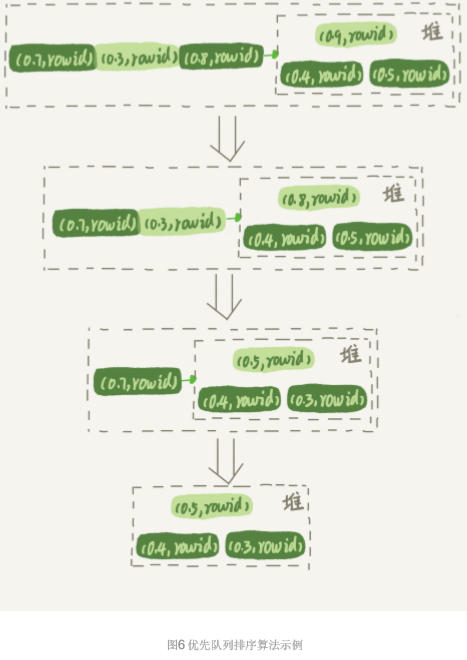 (0.9,rowid) 堆
(0.7,rowid) (0.3,rowid) (0.8,rowid)
(0.4,rowid) (0.5,rowid)
(0.8,rowid) 堆
(0.7,rowid) (0.3,rowid)
(0.4,rowid) (0.5,rowid)
(0.5,rowid) 堆
(0.7,rowid)
(0.4,rowid) (0.3,rowid)
(0.5,rowid) 堆
(0.4,rowid) (0.3,rowid)
图6 优先队列排序算法示例